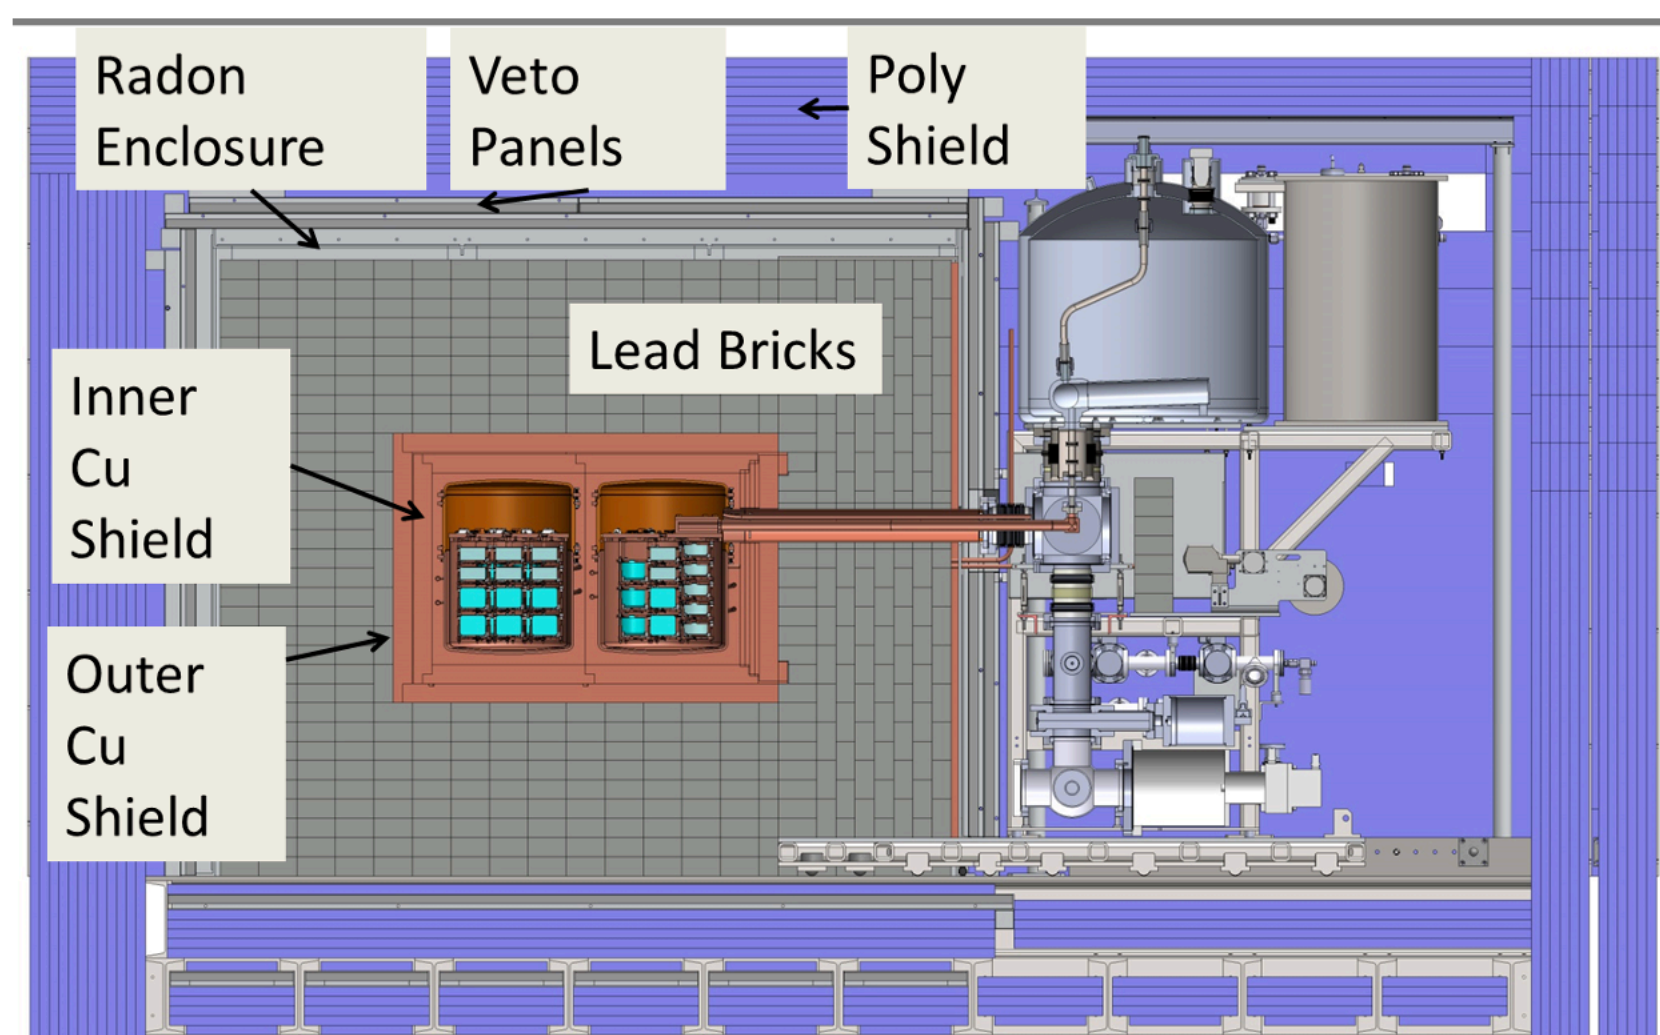 Radon
Enclosure
Veto
Panels
Poly
Shield
Lead Bricks
Inner
Cu
Shield
Outer
Cu
Shield